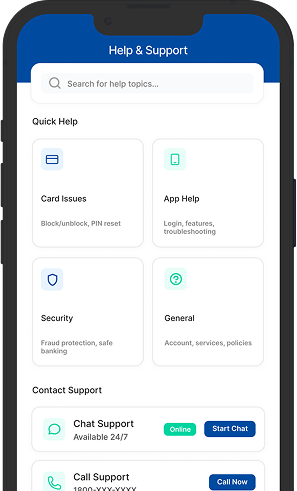 Help & Support
Search for help topics...
Quick Help
Card Issues
Block/unblock, PIN reset
App Help
Login, features,
troubleshooting
Security
Fraud protection, safe
banking
General
Account, services, policies
Contact Support
Chat Support
Available 24/7
Online
Start Chat
Call Support
1800-XXX-XXXX
Call Now